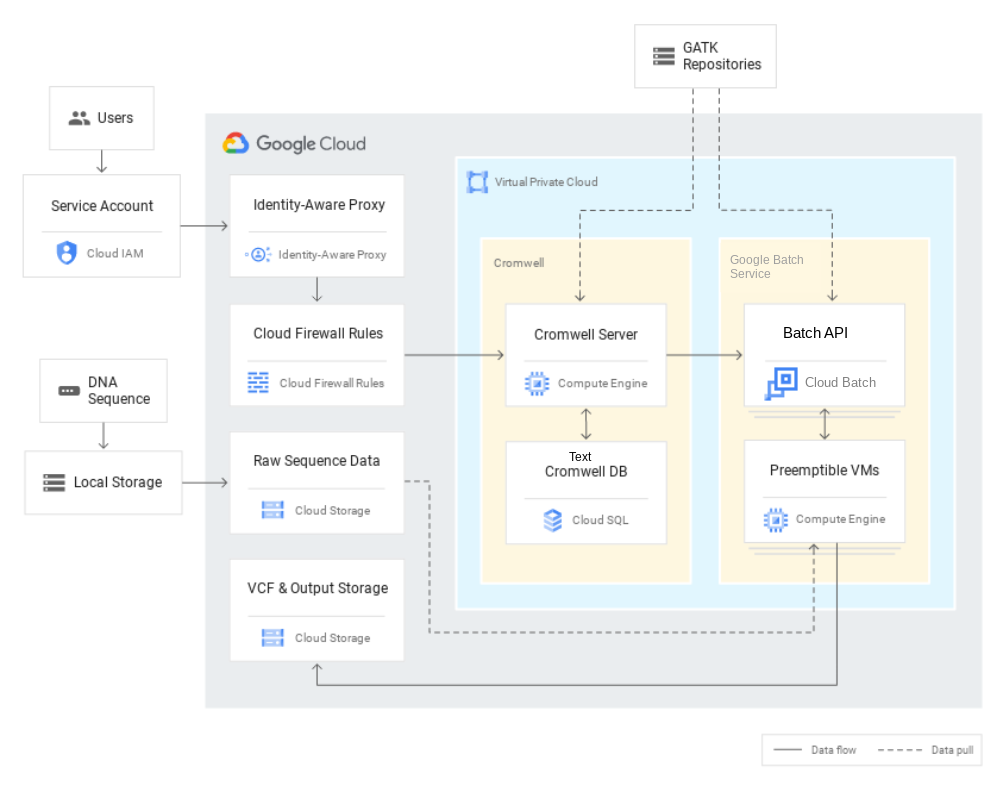 GATK
Repositories
Users
Google Cloud
Service Account
Cloud IAM
Identity-Aware Proxy
Identity-Aware Proxy
Virtual Private Cloud
Cloud Firewall Rules
Cloud Firewall Rules
Cromwell
Cromwell Server
Compute Engine
Google Batch
Service
Batch API
Cloud Batch
DNA
Sequence
Local Storage
Raw Sequence Data
Cloud Storage
Text
Cromwell DB
Cloud SQL
Preemptible VMs
Compute Engine
VCF & Output Storage
Cloud Storage
Data flow
Data pull